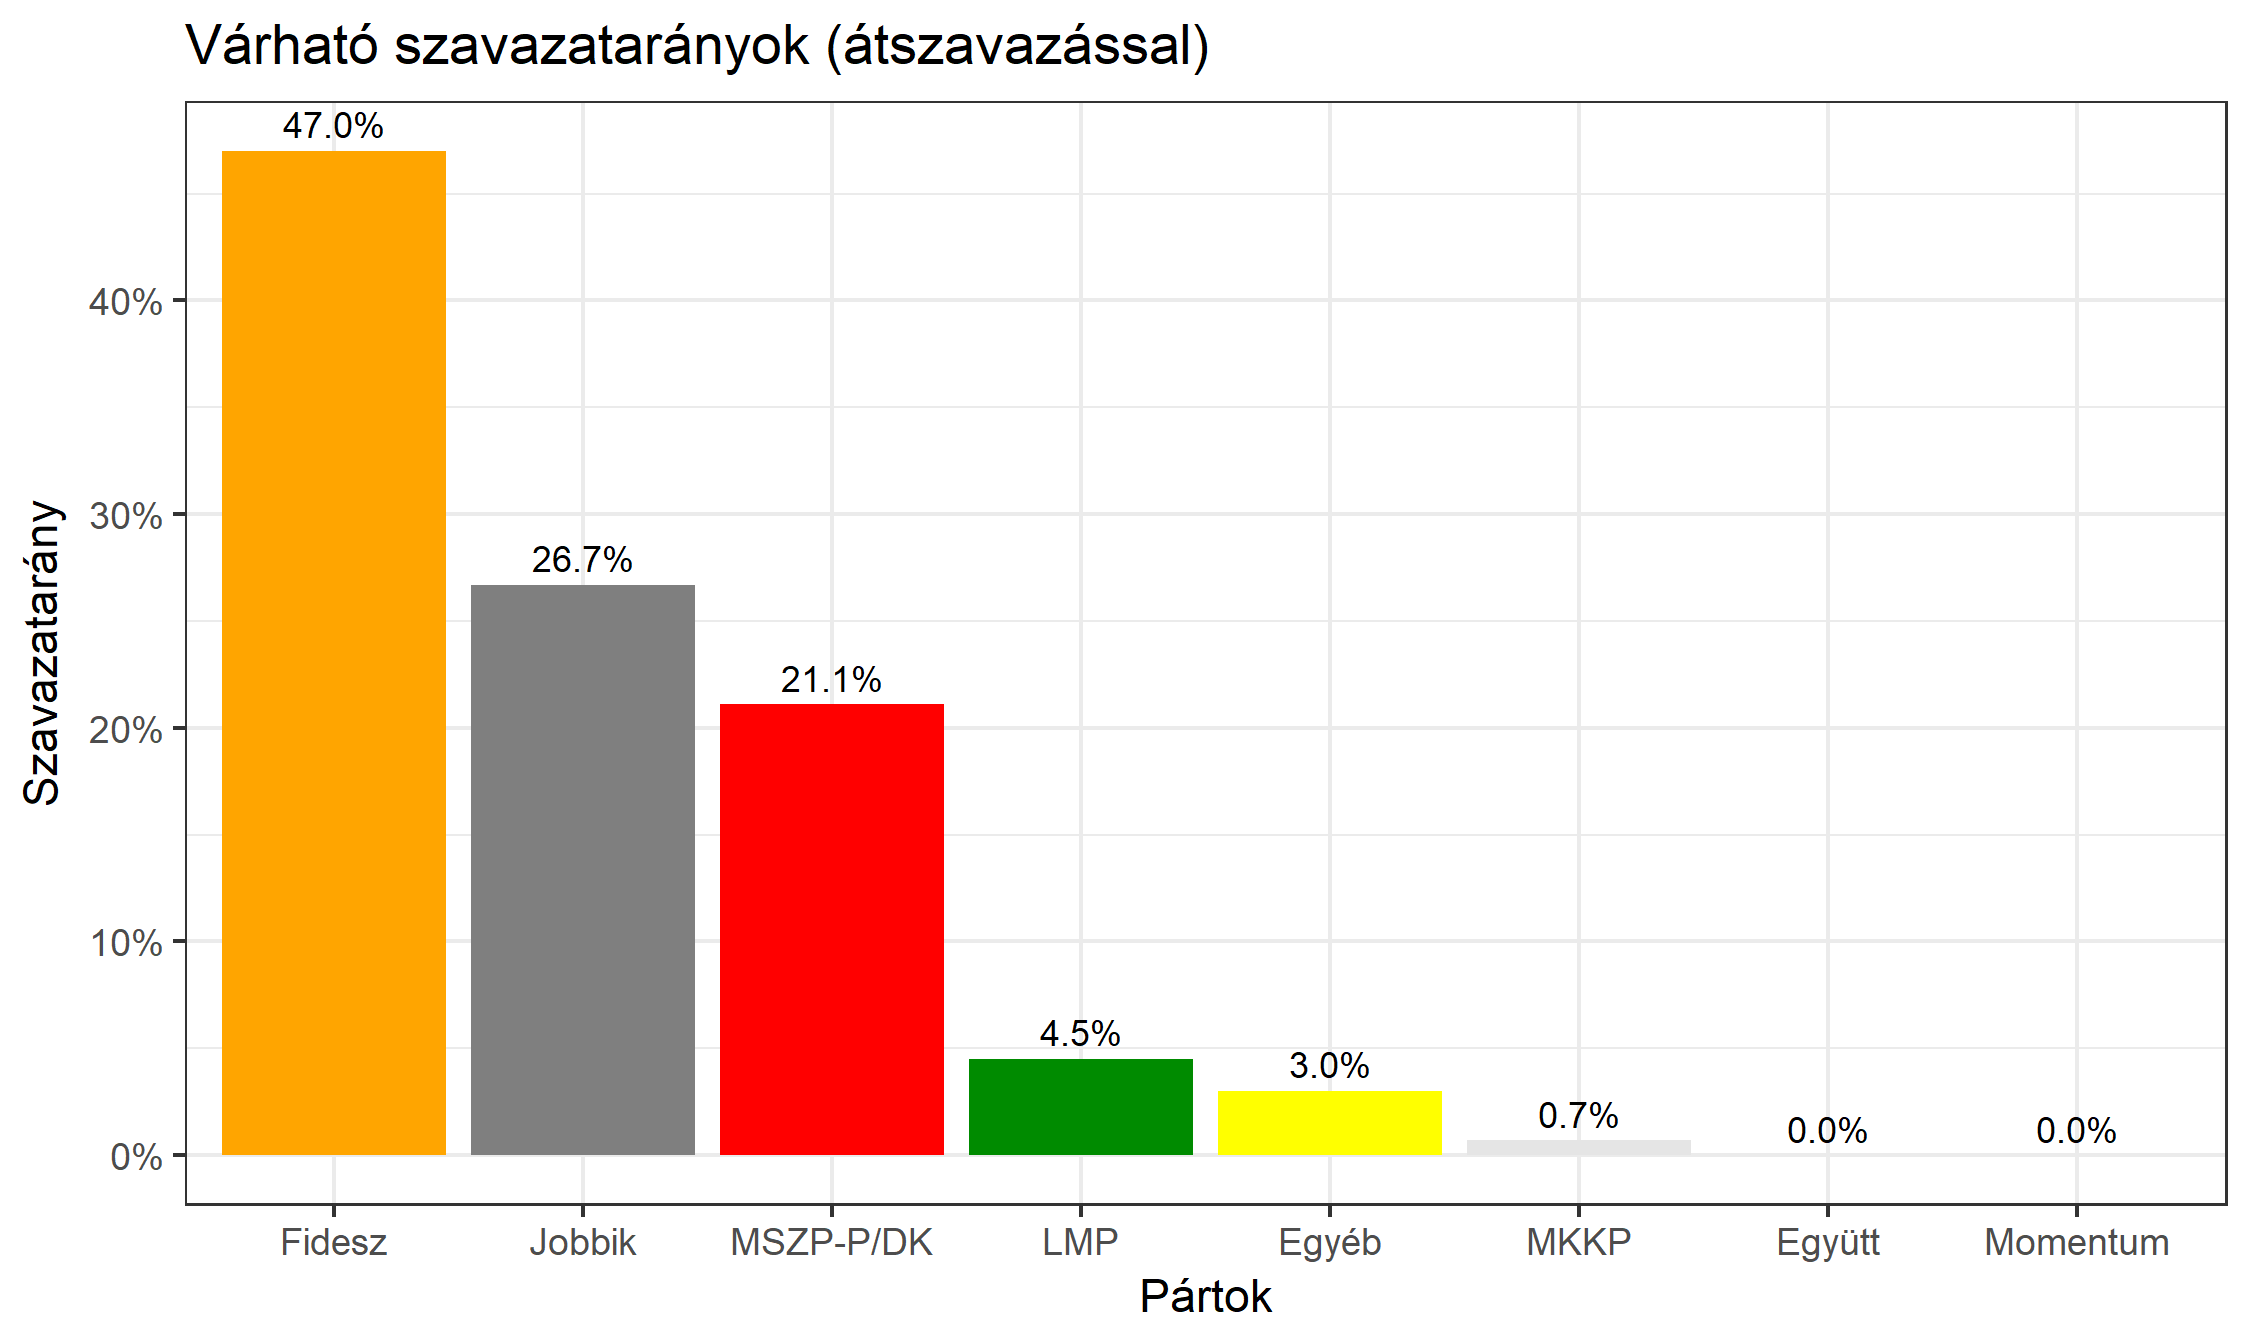 Várható szavazatarányok (átszavazással)
47.0%
26.7%
21.1%
4.5%
3.0%
0.7%
0.0%
0.0%
40%
30%
20%
10%
0%
Szavazatarány
Fidesz
Jobbik
MSZP-P/DK
LMP
Egyéb
MKKP
Együtt
Momentum
Pártok